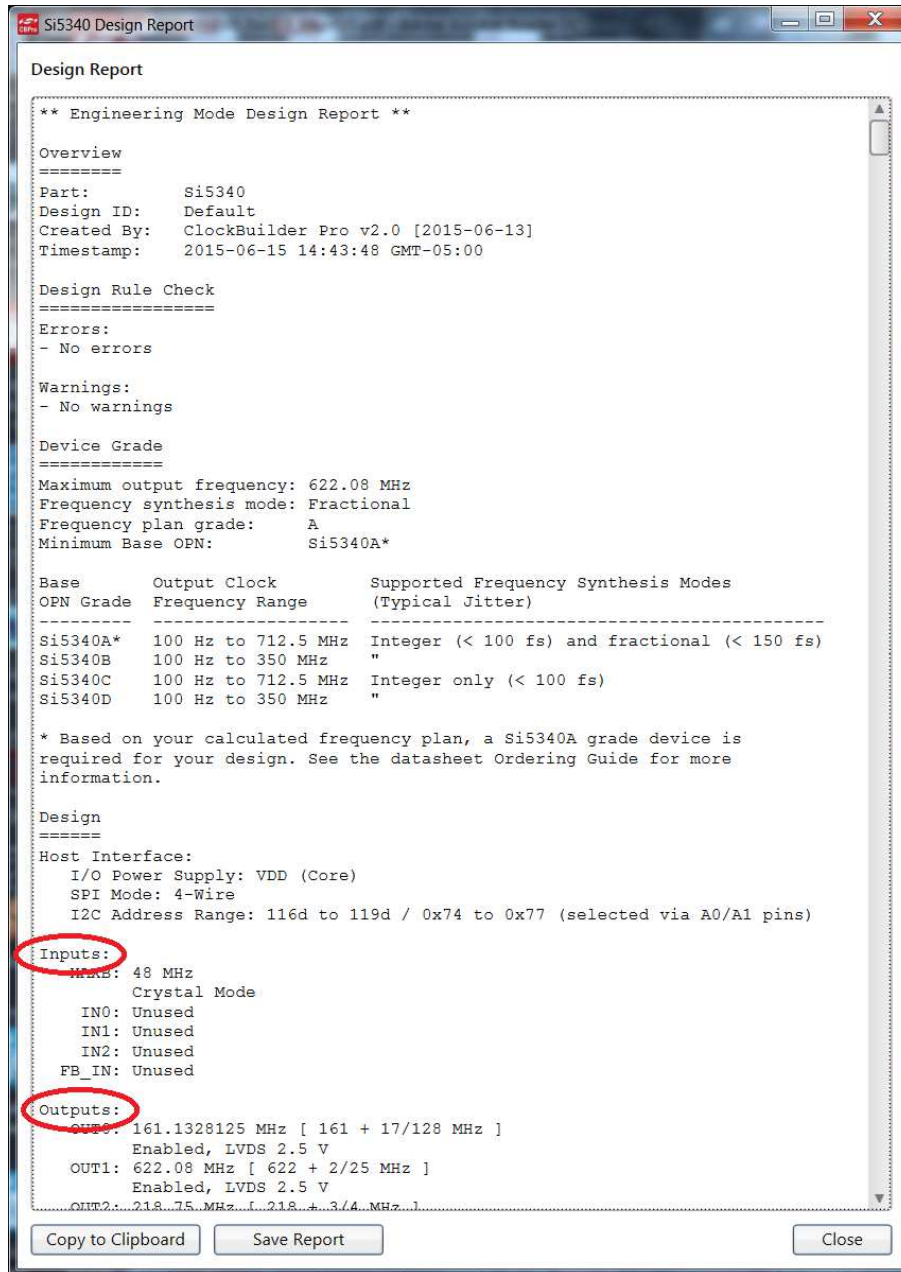 Si5340 Design Report
Design Report
** Engineering Mode Design Report **
Overview
========
Part: Si5340
Design ID: Default
Created By: ClockBuilder Pro v2.0 [2015-06-13]
Timestamp: 2015-06-15 14:43:48 GMT-05:00
Design Rule Check
=================
Errors:
- No errors
Warnings:
- No warnings
Device Grade
============
Maximum output frequency: 622.08 MHz
Frequency synthesis mode: Fractional
Frequency plan grade: A
Minimum Base OPN: Si5340A*
Base Output Clock Supported Frequency Synthesis Modes
OPN Grade Frequency Range (Typical Jitter)
--------- ------------------- --------------------------------------------
Si5340A* 100 Hz to 712.5 MHz Integer (< 100 fs) and fractional (< 150 fs)
Si5340B 100 Hz to 350 MHz "
Si5340C 100 Hz to 712.5 MHz Integer only (< 100 fs)
Si5340D 100 Hz to 350 MHz "
* Based on your calculated frequency plan, a Si5340A grade device is
required for your design. See the datasheet Ordering Guide for more
information.
Design
======
Host Interface:
I/O Power Supply: VDD (Core)
SPI Mode: 4-Wire
I2C Address Range: 116d to 119d / 0x74 to 0x77 (selected via A0/A1 pins)
Inputs:
48 MHz
Crystal Mode
IN0: Unused
IN1: Unused
IN2: Unused
FB_IN: Unused
Outputs:
OUT0: 161.1328125 MHz [ 161 + 17/128 MHz ]
Enabled, LVDS 2.5 V
OUT1: 622.08 MHz [ 622 + 2/25 MHz ]
Enabled, LVDS 2.5 V
OUT2: 218.75 MHz [ 218 + 3/4 MHz ]
Copy to Clipboard Save Report Close